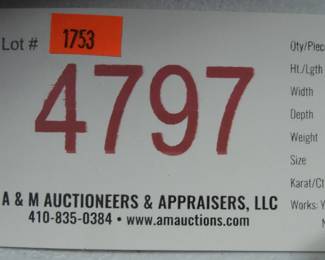 Lot # 1753
4797
A & M AUCTIONEERS & APPRAISERS, LLC
410-835-0384 • www.amauctions.com
Qty/Piec
Ht./Lgth
Width
Depth
Weight
Size
Karat/Ct
Works: Y
N